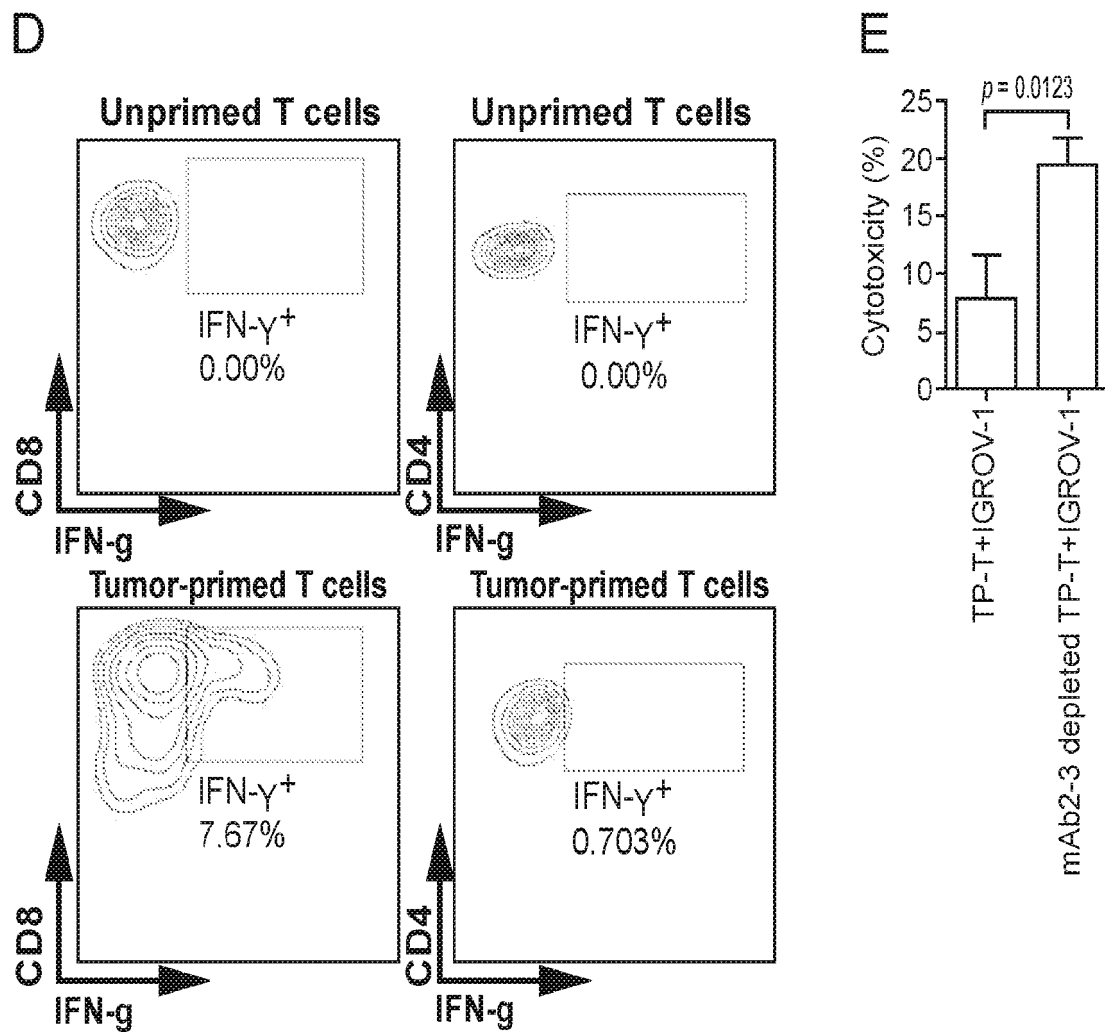 D
Unprimed T cells
IFN-γ+
0.00%
CD8
IFN-g
Unprimed T cells
IFN-γ+
0.00%
CD4
IFN-g
Tumor-primed T cells
IFN-γ+
7.67%
CD8
IFN-g
Tumor-primed T cells
IFN-γ+
0.703%
CD4
IFN-g
E
p = 0.0123
Cytotoxicity (%)
25
20
15
10
5
0
TP-T+IGROV-1
mAb2-3 depleted TP-T+IGROV-1